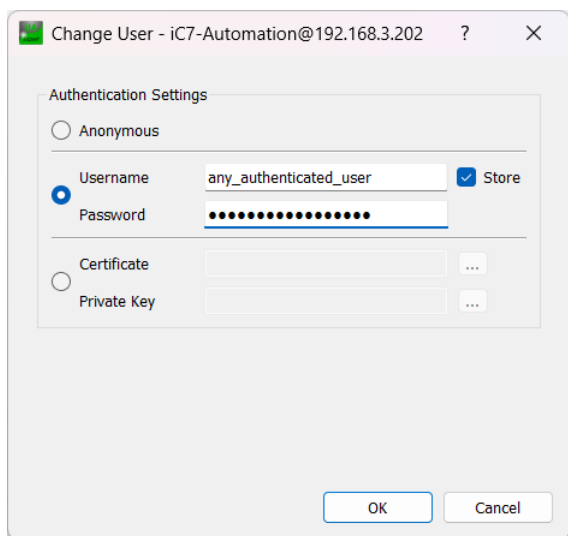 Change User - iC7-Automation@192.168.3.202 ?
Authentication Settings
Anonymous
Username any_authenticated_user Store
Password ●●●●●●●●●●●●●●●●●
Certificate ...
Private Key ...
OK Cancel